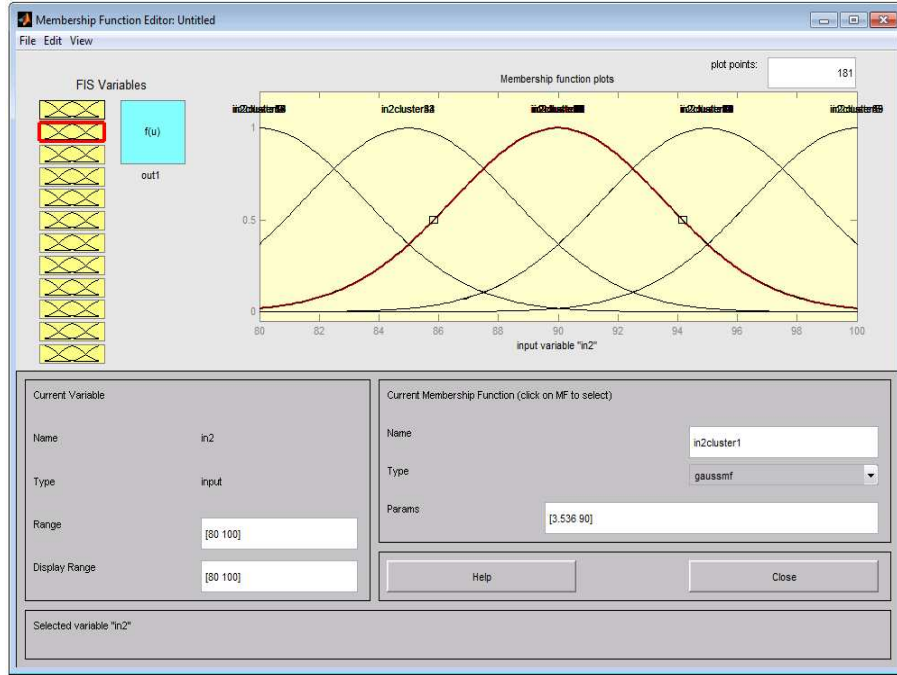 Membership Function Editor: Untitled
File Edit View
FIS Variables
f(u)
out1
Membership function plots
plot points:
181
1
0.5
0
80 82 84 86 88 90 92 94 96 98 100
input variable "in2"
Current Variable
Name in2
Type input
Range [80 100]
Display Range [80 100]
Current Membership Function (click on MF to select)
Name in2cluster1
Type gaussmf
Params [3.536 90]
Help
Close
Selected variable "in2"